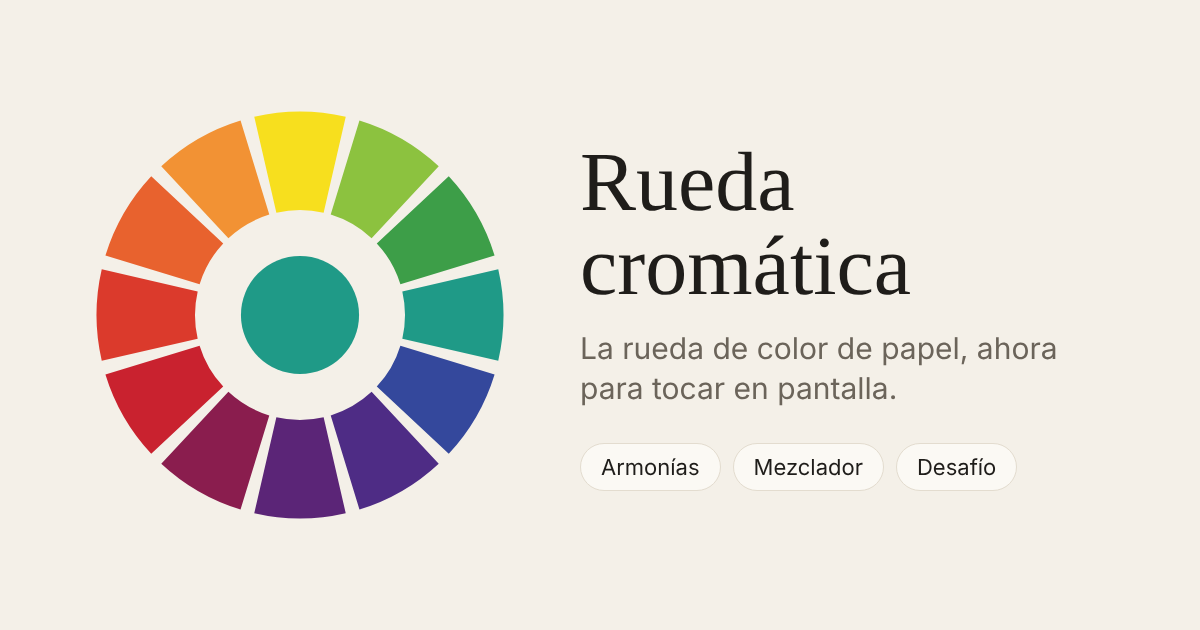 Rueda
cromática
La rueda de color de papel, ahora
para tocar en pantalla.
Armonías
Mezclador
Desafío